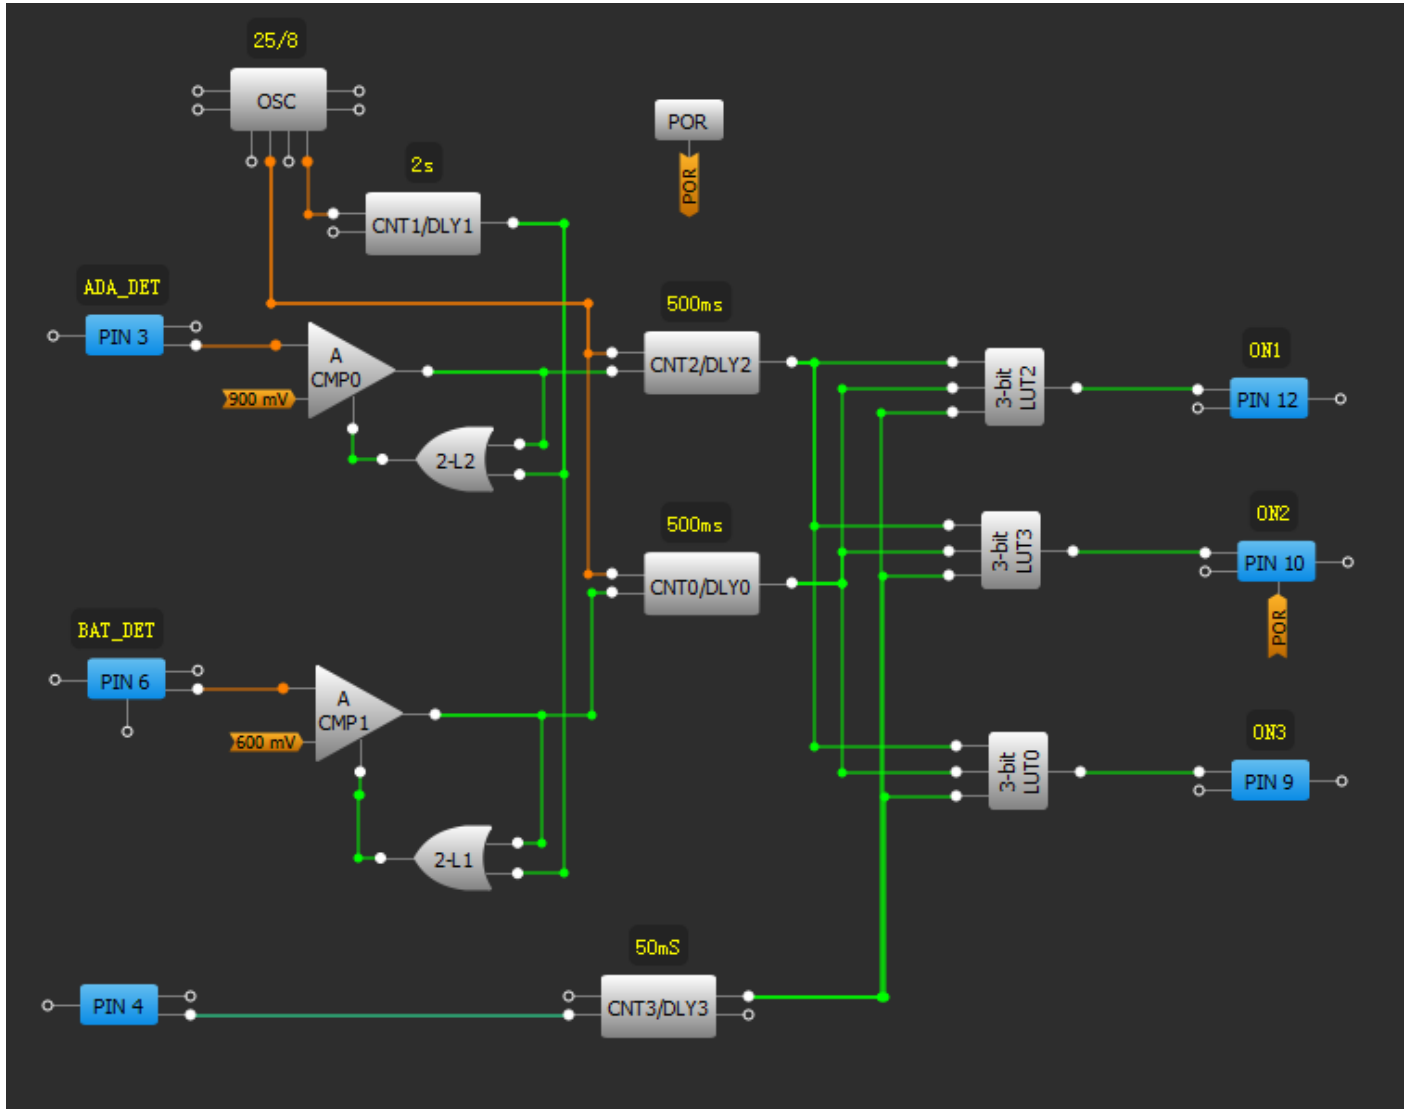 25/8
OSC
POR
POR
2s
CNT1/DLY1
ADA_DET
PIN 3
A
CMP0
900 mV
500ms
CNT2/DLY2
3-bit
LUT2
ON1
PIN 12
2-L2
500ms
CNT0/DLY0
3-bit
LUT3
ON2
PIN 10
POR
BAT_DET
PIN 6
A
CMP1
600 mV
3-bit
LUT0
ON3
PIN 9
2-L1
50mS
PIN 4
CNT3/DLY3